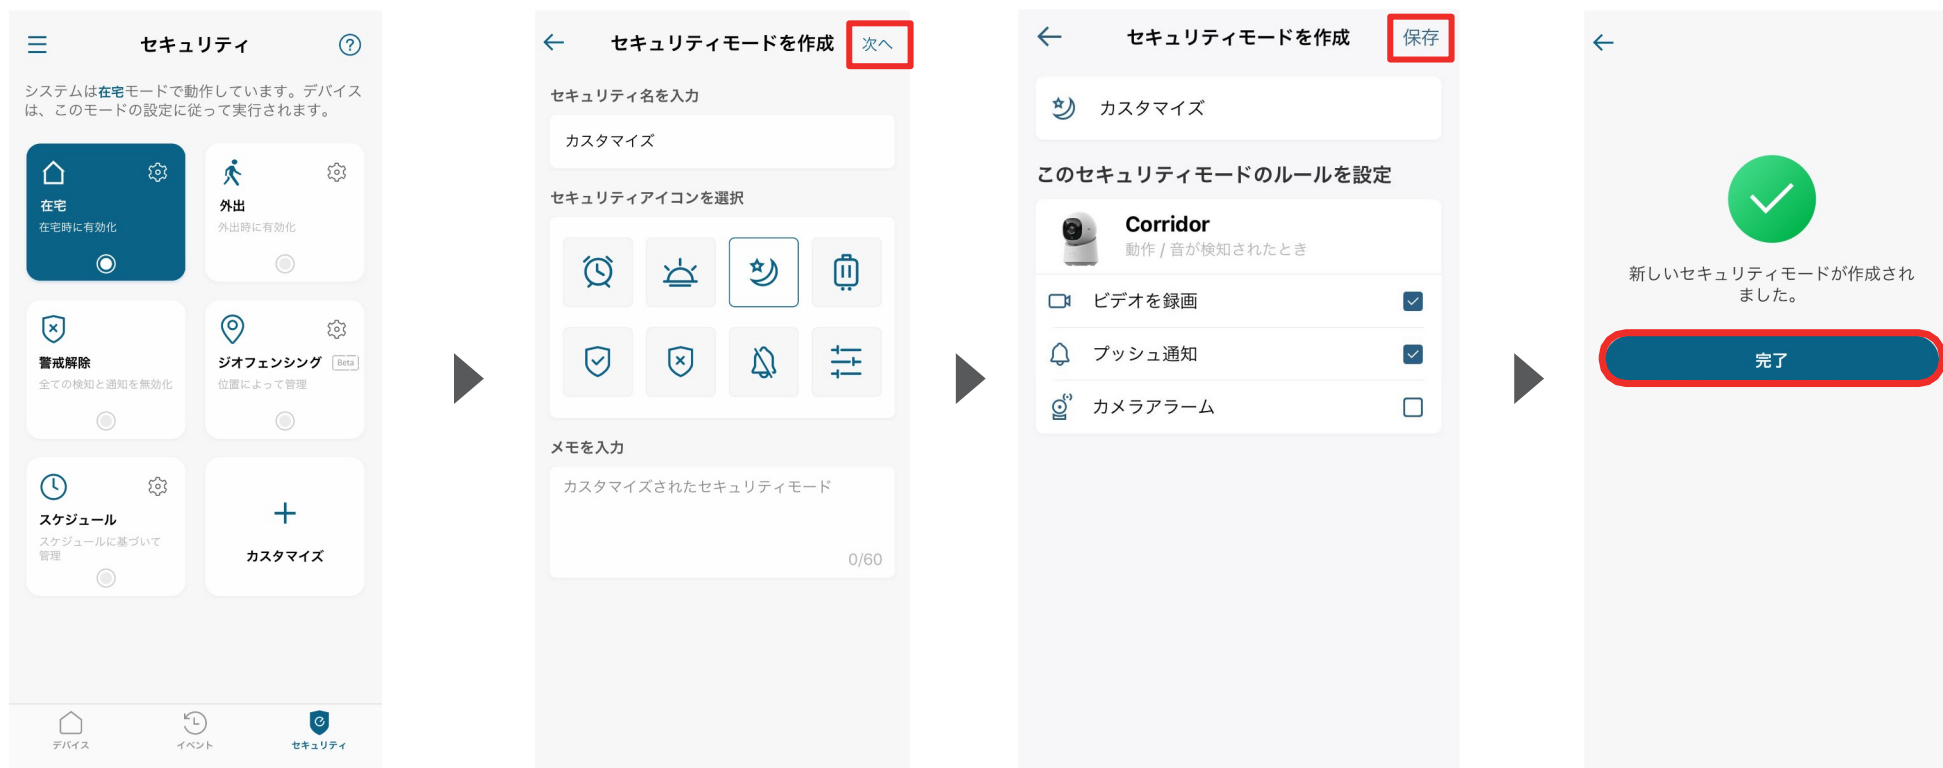 セキュリティ
システムは在宅モードで動作しています。デバイス
は、このモードの設定に従って実行されます。
在宅
在宅時に有効化
外出
外出時に有効化
警戒解除
全ての検知と通知を無効化
ジオフェンシング Beta
位置によって管理
スケジュール
スケジュールに基づいて
管理
カスタマイズ
デバイス
イベント
セキュリティ
セキュリティモードを作成 次へ
セキュリティ名を入力
カスタマイズ
セキュリティアイコンを選択
メモを入力
カスタマイズされたセキュリティモード
0/60
セキュリティモードを作成 保存
カスタマイズ
このセキュリティモードのルールを設定
Corridor
動作 / 音が検知されたとき
ビデオを録画
プッシュ通知
カメラアラーム
新しいセキュリティモードが作成され
ました。
完了